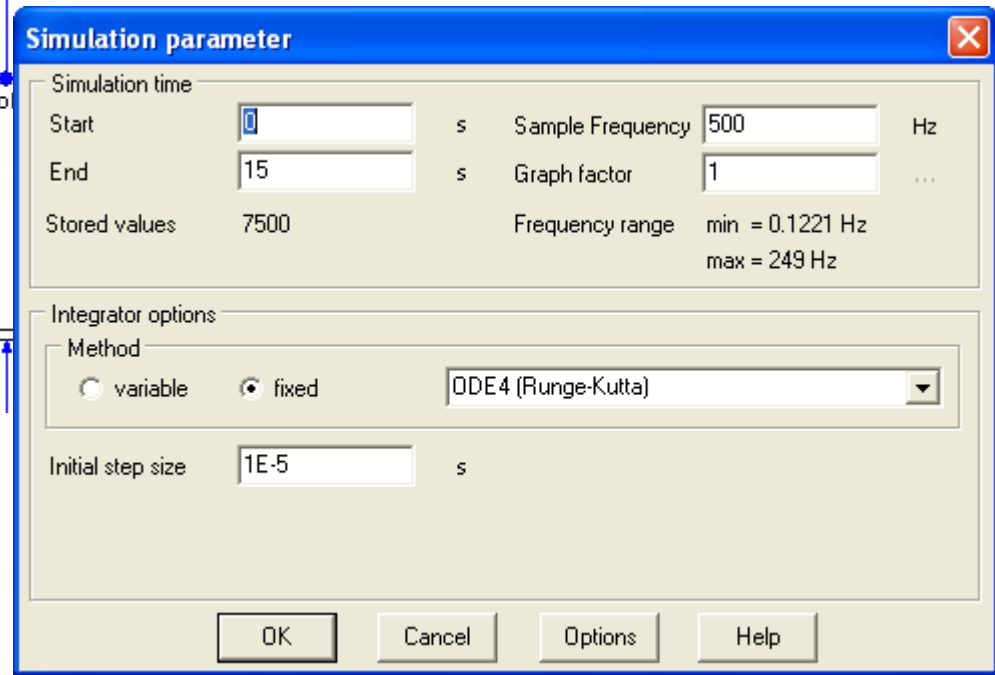 Simulation parameter
Simulation time
Start 0 s Sample Frequency 500 Hz
End 15 s Graph factor 1 ...
Stored values 7500 Frequency range min = 0.1221 Hz
max = 249 Hz
Integrator options
Method
variable fixed ODE4 (Runge-Kutta)
Initial step size 1E-5 s
OK Cancel Options Help